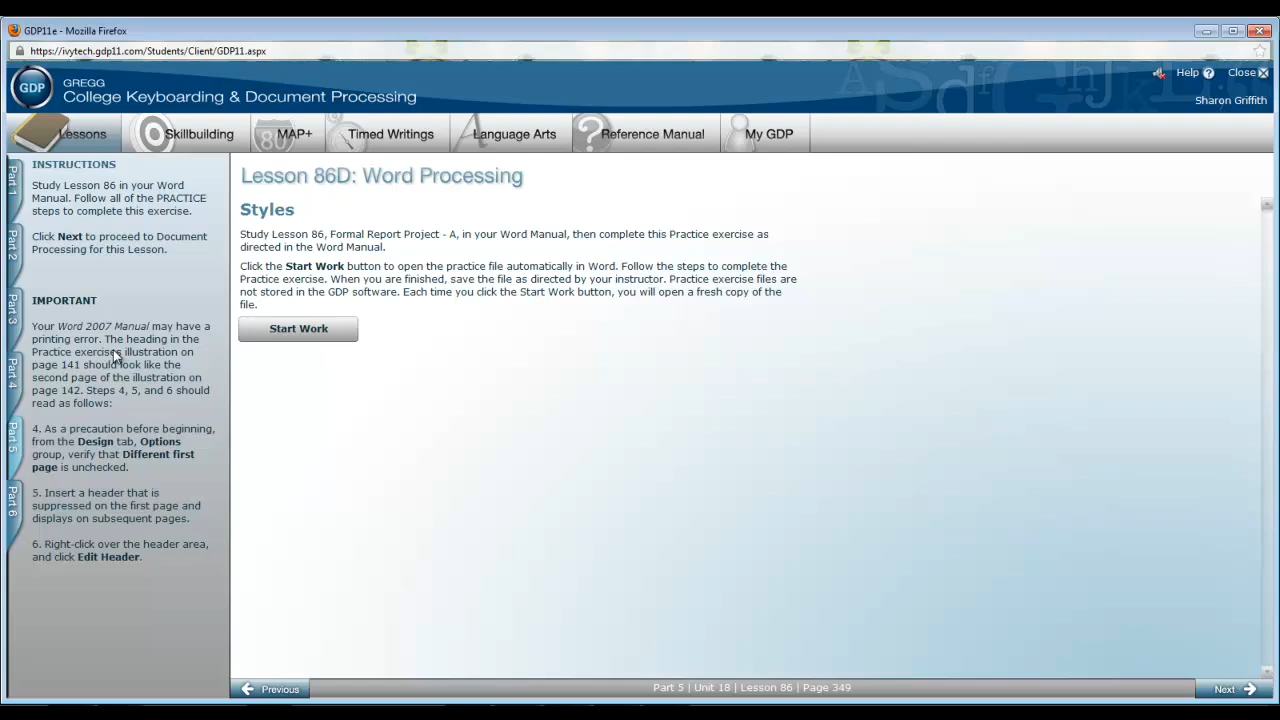 GDP11e - Mozilla Firefox
https://ivytech.gdp11.com/Students/Client/GDP11.aspx
GDP
GREGG
College Keyboarding & Document Processing
Help ? Close
Sharon Griffith
Lessons
Skillbuilding
80
MAP+
Timed Writings
Language Arts
Reference Manual
My GDP
Part 1
Part 2
Part 3
Part 4
Part 5
Part 6
INSTRUCTIONS
Study Lesson 86 in your Word
Manual. Follow all of the PRACTICE
steps to complete this exercise.
Click Next to proceed to Document
Processing for this Lesson.
IMPORTANT
Your Word 2007 Manual may have a
printing error. The heading in the
Practice exercises illustration on
page 141 should look like the
second page of the illustration on
page 142. Steps 4, 5, and 6 should
read as follows:
4. As a precaution before beginning,
from the Design tab, Options
group, verify that Different first
page is unchecked.
5. Insert a header that is
suppressed on the first page and
displays on subsequent pages.
6. Right-click over the header area,
and click Edit Header.
Lesson 86D: Word Processing
Styles
Study Lesson 86, Formal Report Project - A, in your Word Manual, then complete this Practice exercise as
directed in the Word Manual.
Click the Start Work button to open the practice file automatically in Word. Follow the steps to complete the
Practice exercise. When you are finished, save the file as directed by your instructor. Practice exercise files are
not stored in the GDP software. Each time you click the Start Work button, you will open a fresh copy of the
file.
Start Work
Previous
Part 5 | Unit 18 | Lesson 86 | Page 349
Next